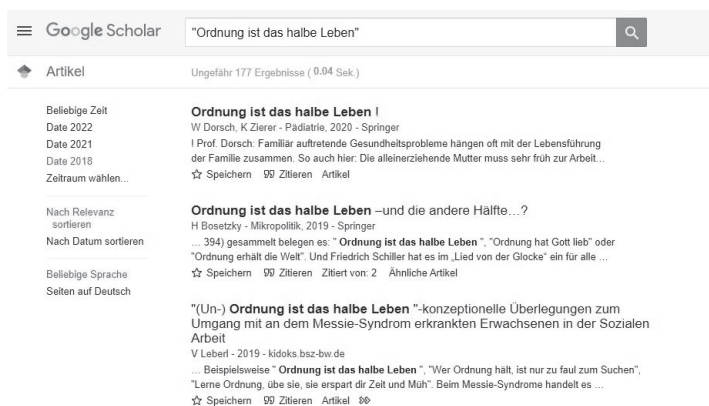 Google Scholar
"Ordnung ist das halbe Leben"
Artikel
Ungefähr 177 Ergebnisse ( 0.04 Sek.)
Beliebige Zeit
Date 2022
Date 2021
Date 2018
Zeitraum wählen...
Nach Relevanz
sortieren
Nach Datum sortieren
Beliebige Sprache
Seiten auf Deutsch
Ordnung ist das halbe Leben !
W Dorsch, K Zierer - Pädiatrie, 2020 - Springer
! Prof. Dorsch: Familiär auftretende Gesundheitsprobleme hängen oft mit der Lebensführung
der Familie zusammen. So auch hier: Die alleinerziehende Mutter muss sehr früh zur Arbeit...
Speichern Zitieren Artikel
Ordnung ist das halbe Leben –und die andere Hälfte…?
H Bosetzky - Mikropolitik, 2019 - Springer
... 394) gesammelt belegen es: " Ordnung ist das halbe Leben ", "Ordnung hat Gott lieb" oder
"Ordnung erhält die Welt". Und Friedrich Schiller hat es im „Lied von der Glocke" ein für alle ...
Speichern Zitieren Zitiert von: 2 Ähnliche Artikel
"(Un-) Ordnung ist das halbe Leben "-konzeptionelle Überlegungen zum
Umgang mit an dem Messie-Syndrom erkrankten Erwachsenen in der Sozialen
Arbeit
V Leberl - 2019 - kidoks.bsz-bw.de
... Beispielsweise " Ordnung ist das halbe Leben ", "Wer Ordnung hält, ist nur zu faul zum Suchen",
"Lerne Ordnung, übe sie, sie erspart dir Zeit und Müh". Beim Messie-Syndrome handelt es ...
Speichern Zitieren Artikel